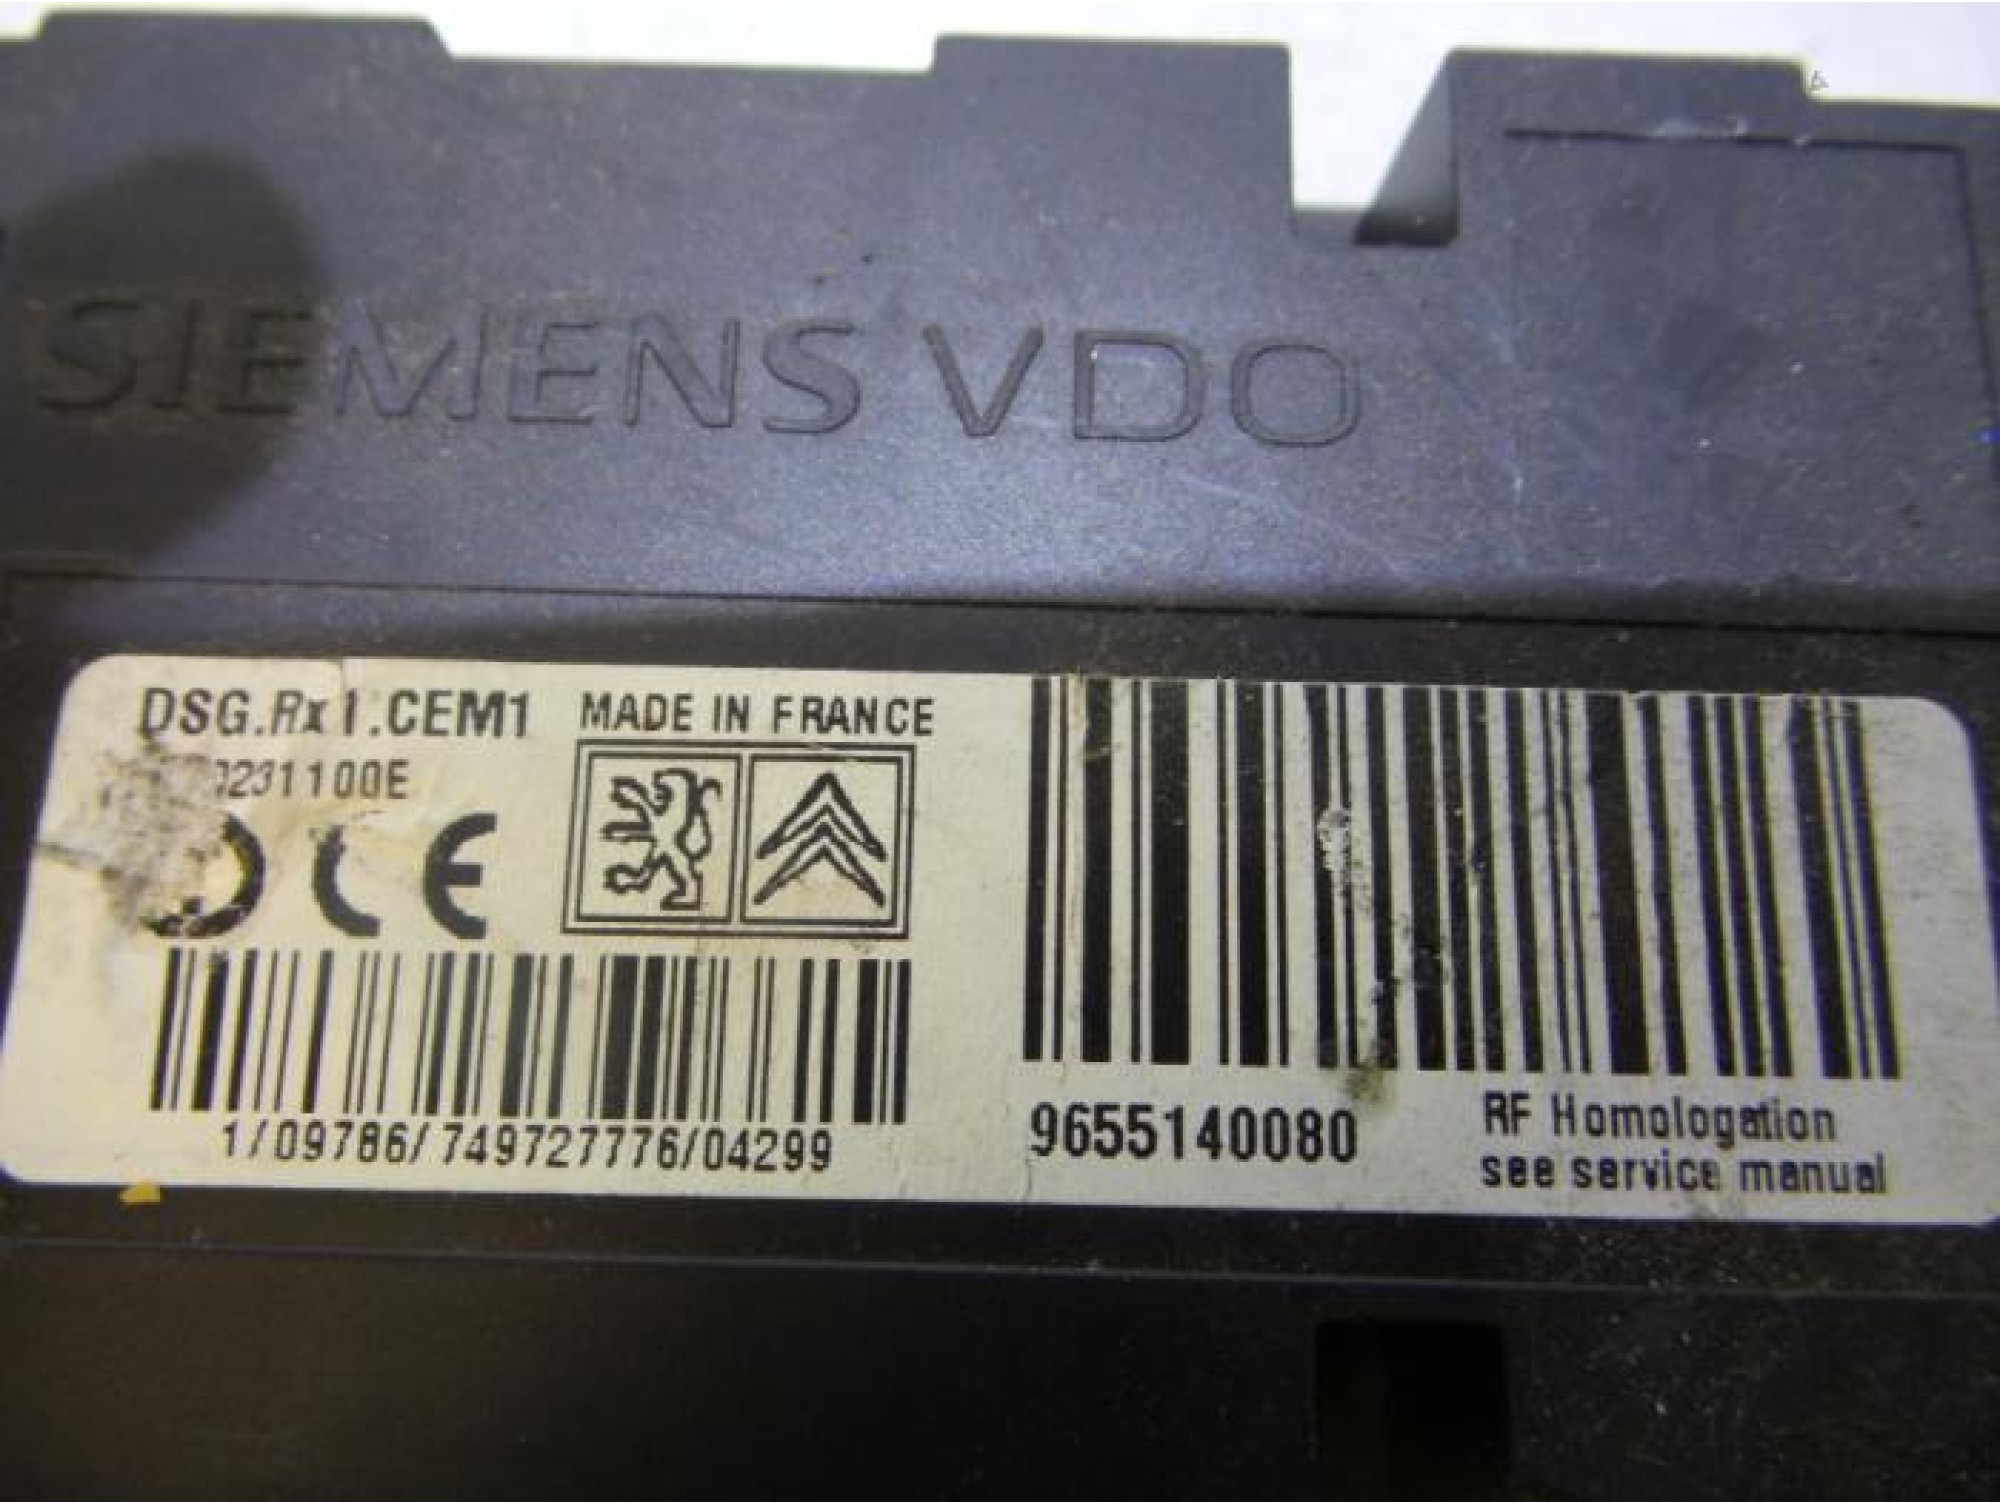 SIEMENS VDO
DSG.Rx1.CEM1
MADE IN FRANCE
0231100E
CE
1/09786/749727776/04299
9655140080
RF Homologation
see service manual